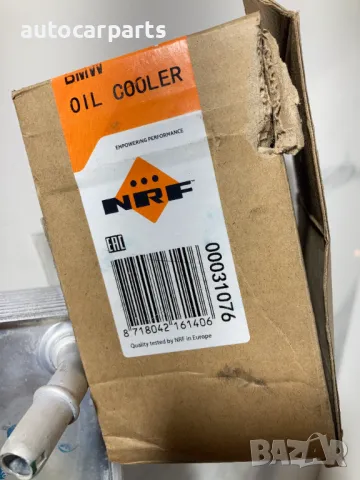 autocarparts
BMW
OIL COOLER
EMPOWERING PERFORMANCE
NRF
EAC
00031076
8 718042 161406
Quality tested by NRF in Europe
BAZAR